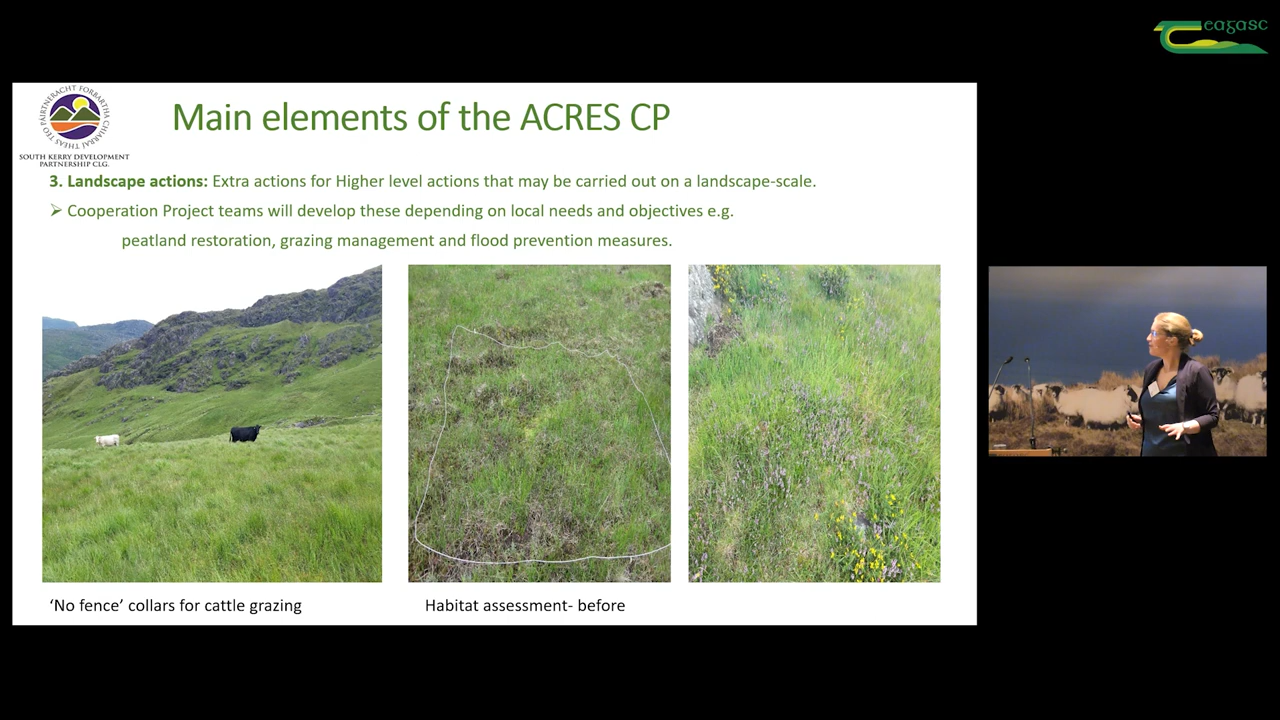 eagasc
PÁIRTNERACHT FORBARTHA CHIARAÍ THEAS TEO
SOUTH KERRY DEVELOPMENT
PARTNERSHIP CLG.
Main elements of the ACRES CP
3. Landscape actions: Extra actions for Higher level actions that may be carried out on a landscape-scale.
➢ Cooperation Project teams will develop these depending on local needs and objectives e.g.
peatland restoration, grazing management and flood prevention measures.
‘No fence’ collars for cattle grazing
Habitat assessment- before